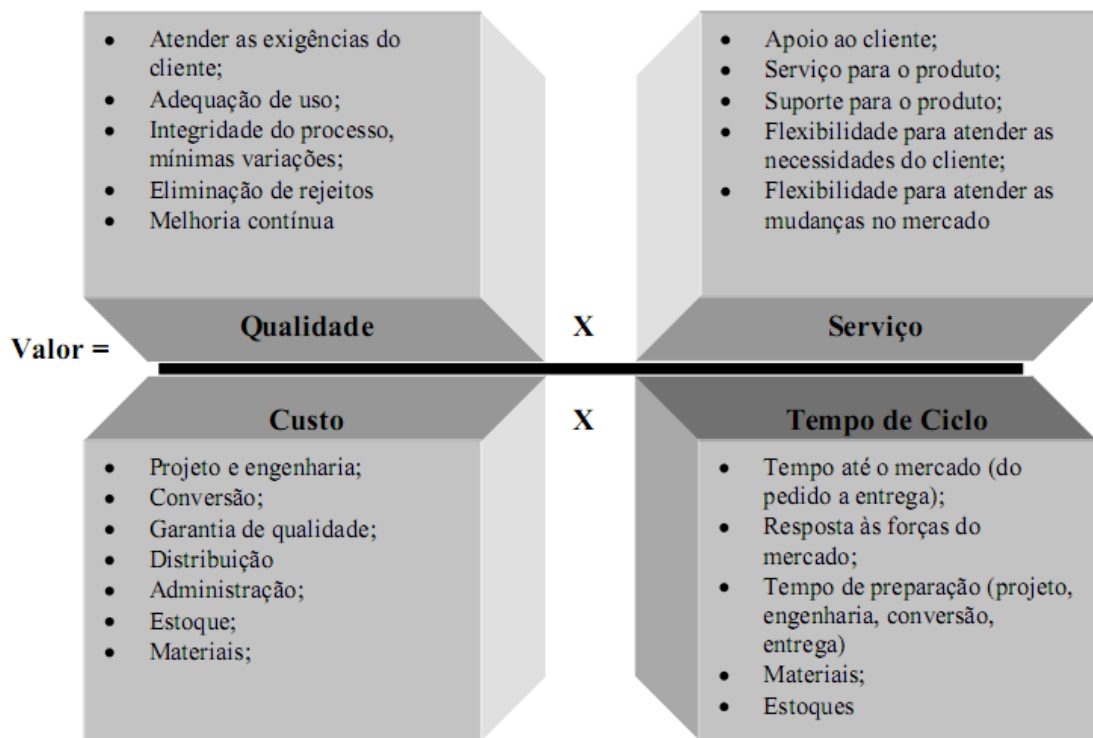 • Atender as exigências do
cliente;
• Adequação de uso;
• Integridade do processo,
mínimas variações;
• Eliminação de rejeitos
• Melhoria contínua
• Apoio ao cliente;
• Serviço para o produto;
• Suporte para o produto;
• Flexibilidade para atender as
necessidades do cliente;
• Flexibilidade para atender as
mudanças no mercado
Qualidade X Serviço
Valor =
Custo X Tempo de Ciclo
• Projeto e engenharia;
• Conversão;
• Garantia de qualidade;
• Distribuição
• Administração;
• Estoque;
• Materiais;
• Tempo até o mercado (do
pedido a entrega);
• Resposta às forças do
mercado;
• Tempo de preparação (projeto,
engenharia, conversão,
entrega)
• Materiais;
• Estoques